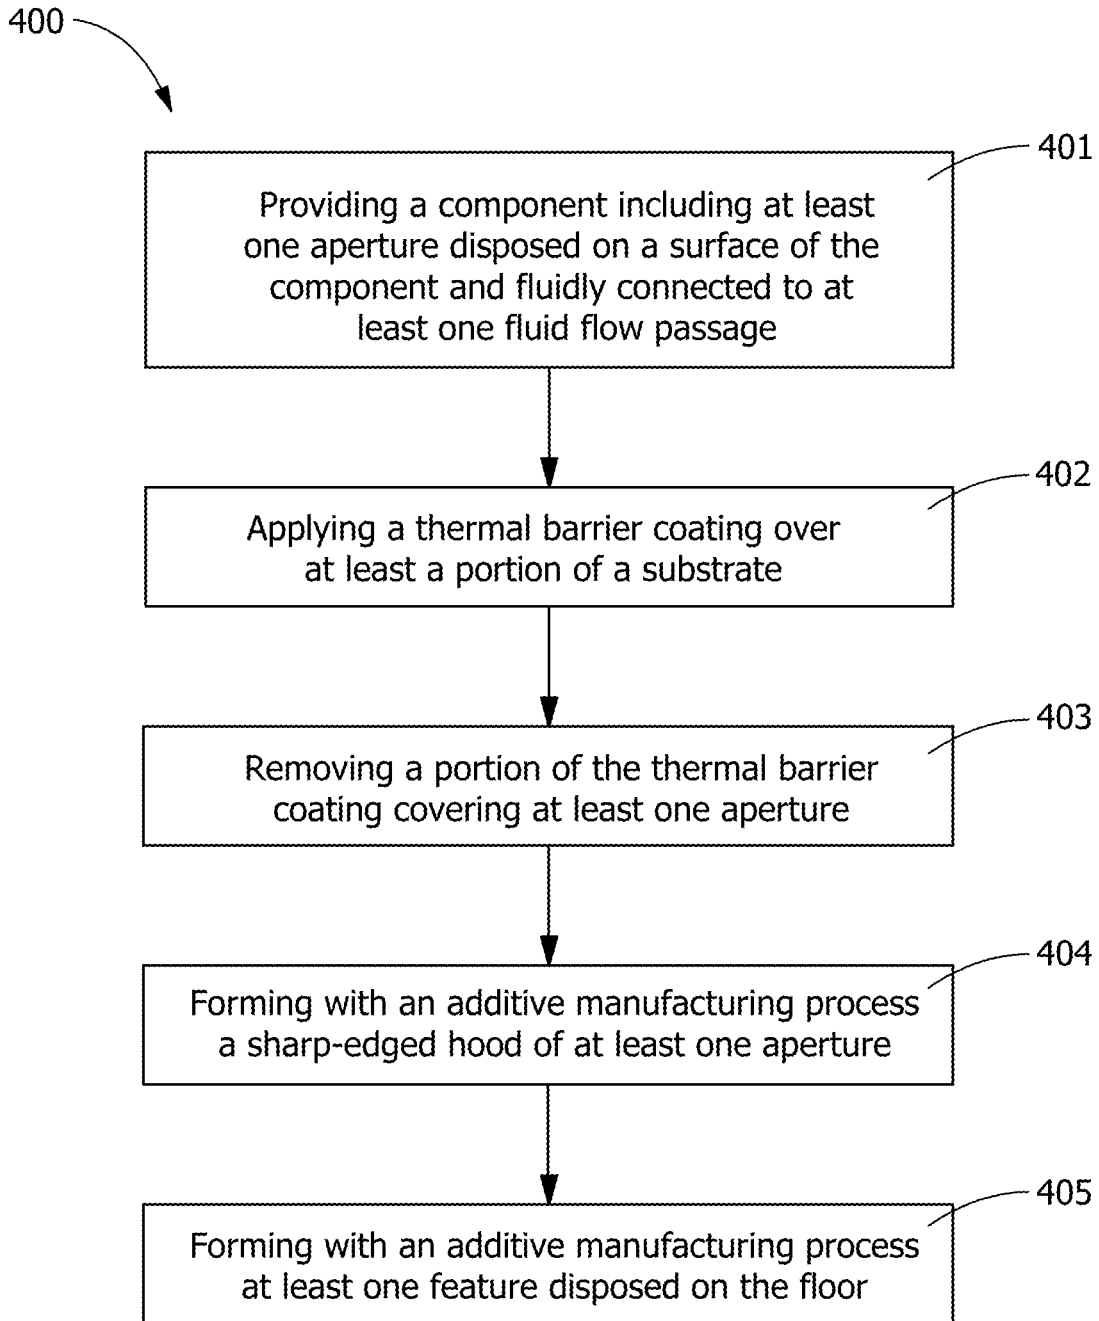 400
401
Providing a component including at least
one aperture disposed on a surface of the
component and fluidly connected to at
least one fluid flow passage
402
Applying a thermal barrier coating over
at least a portion of a substrate
403
Removing a portion of the thermal barrier
coating covering at least one aperture
404
Forming with an additive manufacturing process
a sharp-edged hood of at least one aperture
405
Forming with an additive manufacturing process
at least one feature disposed on the floor